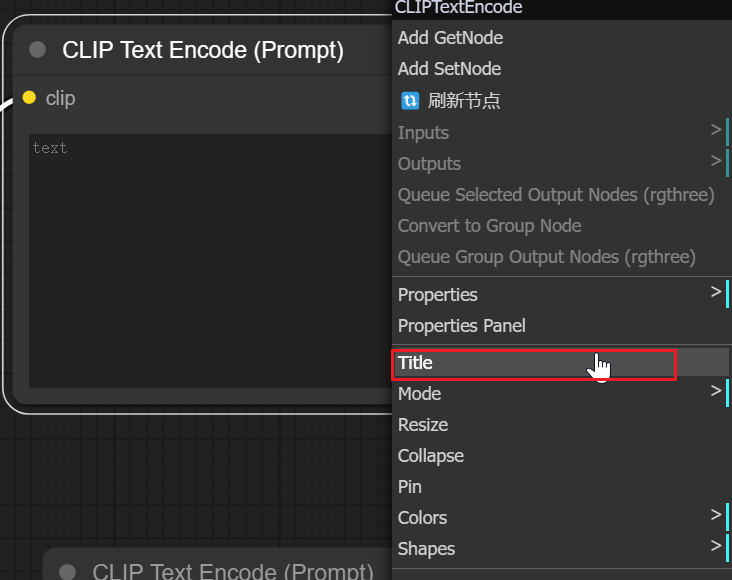 CLIPTextEncode
CLIP Text Encode (Prompt)
clip
text
Add GetNode
Add SetNode
刷新节点
Inputs >
Outputs >
Queue Selected Output Nodes (rgthree)
Convert to Group Node
Queue Group Output Nodes (rgthree)
Properties >
Properties Panel
Title
Mode >
Resize
Collapse
Pin
Colors >
Shapes >
CLIP Text Encode (Prompt)